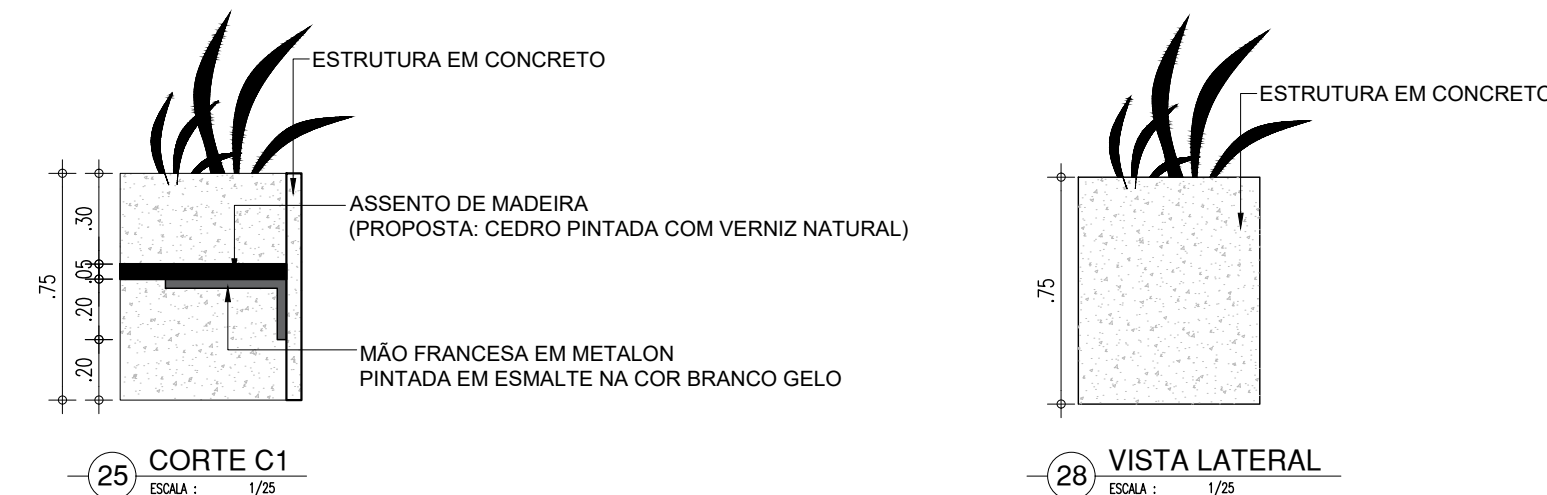 ESTRUTURA EM CONCRETO
ASSENTO DE MADEIRA
(PROPOSTA: CEDRO PINTADA COM VERNIZ NATURAL)
MÃO FRANCESA EM METALON
PINTADA EM ESMALTE NA COR BRANCO GELO
.75
.30
.05
.20
.20
25
CORTE C1
ESCALA : 1/25
ESTRUTURA EM CONCRETO
.75
28
VISTA LATERAL
ESCALA : 1/25